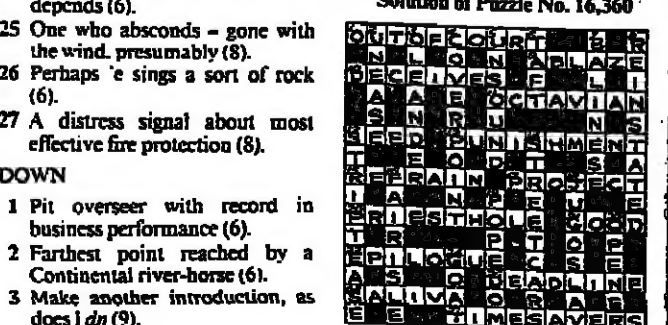 depends (6).
25 One who absconds – gone with
the wind, presumably (8).
26 Perhaps 'e sings a sort of rock
(6).
27 A distress signal about most
effective fire protection (8).
DOWN
1 Pit overseer with record in
business performance (6).
2 Farthest point reached by a
Continental river-horse (6).
3 Make another introduction, as
does 1 dn (9).
Solution of Puzzle No. 16,360
OUTOFCOURT B R
N L O N ABLAZE
DECEIVES F L I
A A E OCTAVIAN
S N R U N S
SEED PUNISHMENT
T E O D T S A
REFRAIN PROJECT
I A N P E U E
PRIESTHOLE GOOD
T R P T O P
EPILOGUE C S E
A S O DEADLINE
SALIVA O R A E
E E TIMESAVERS